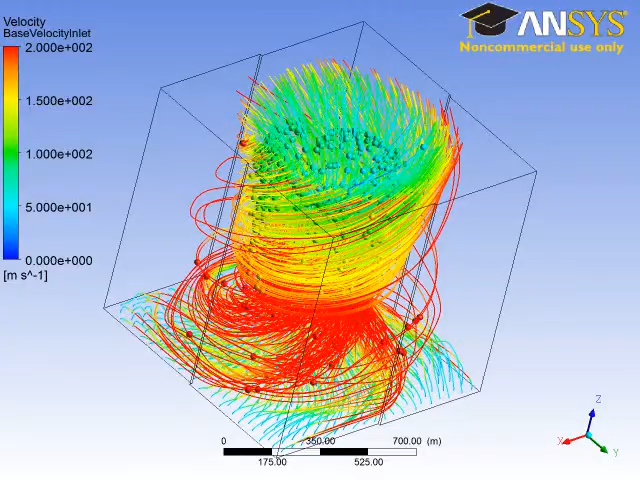 Velocity
BaseVelocityInlet
2.000e+002
1.500e+002
1.000e+002
5.000e+001
0.000e+000
[m s^-1]
ANSYS
Noncommercial use only
0 350.00 700.00 (m)
175.00 525.00
Z
X
Y